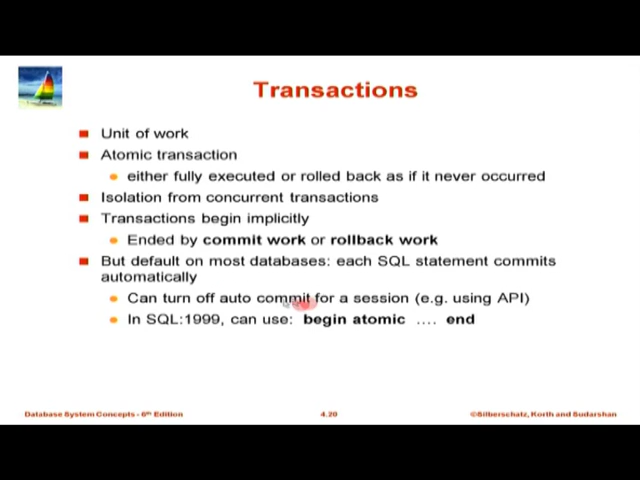 Transactions
Unit of work
Atomic transaction
either fully executed or rolled back as if it never occurred
Isolation from concurrent transactions
Transactions begin implicitly
Ended by commit work or rollback work
But default on most databases: each SQL statement commits
automatically
Can turn off auto commit for a session (e.g. using API)
In SQL:1999, can use: begin atomic .... end
Database System Concepts - 6th Edition
4.20
©Silberschatz, Korth and Sudarshan